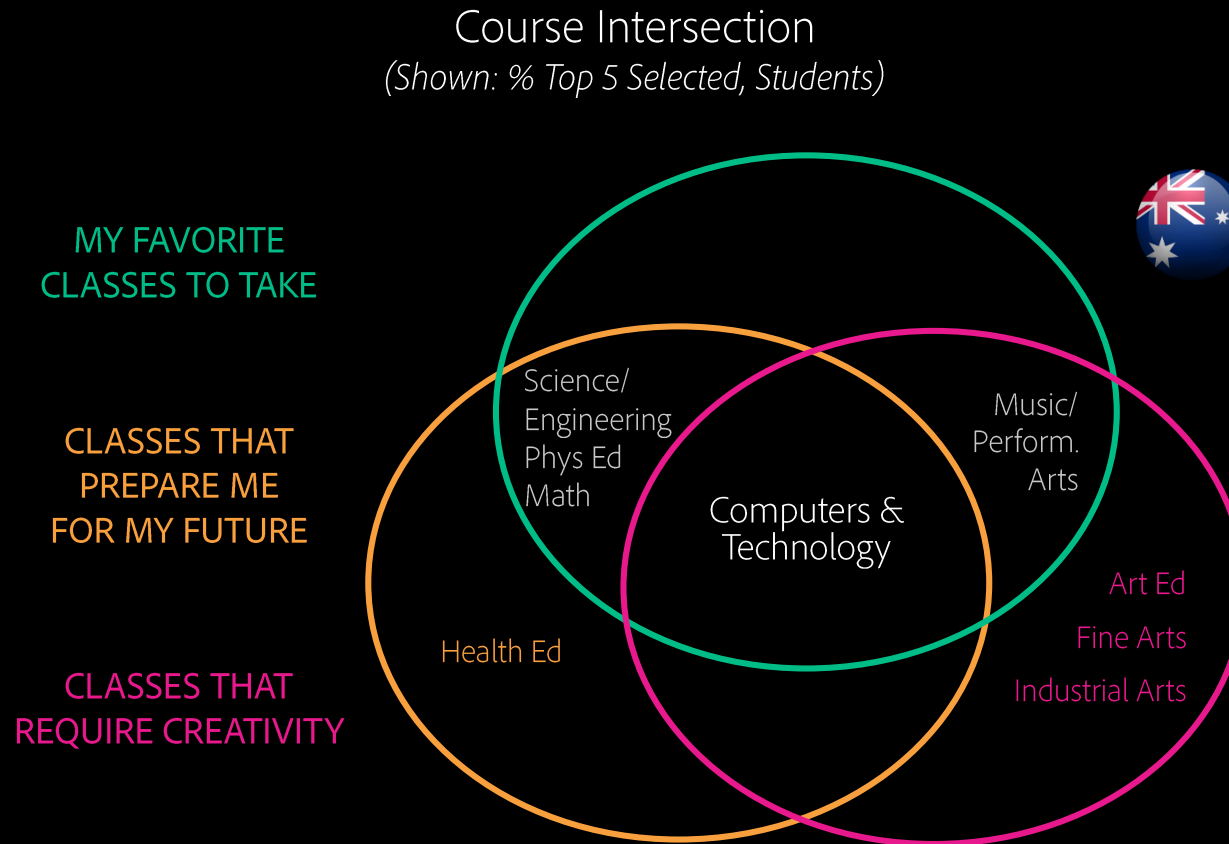 Course Intersection
(Shown: % Top 5 Selected, Students)
MY FAVORITE
CLASSES TO TAKE
CLASSES THAT
PREPARE ME
FOR MY FUTURE
CLASSES THAT
REQUIRE CREATIVITY
Science/
Engineering
Phys Ed
Math
Music/
Perform.
Arts
Computers &
Technology
Health Ed
Art Ed
Fine Arts
Industrial Arts